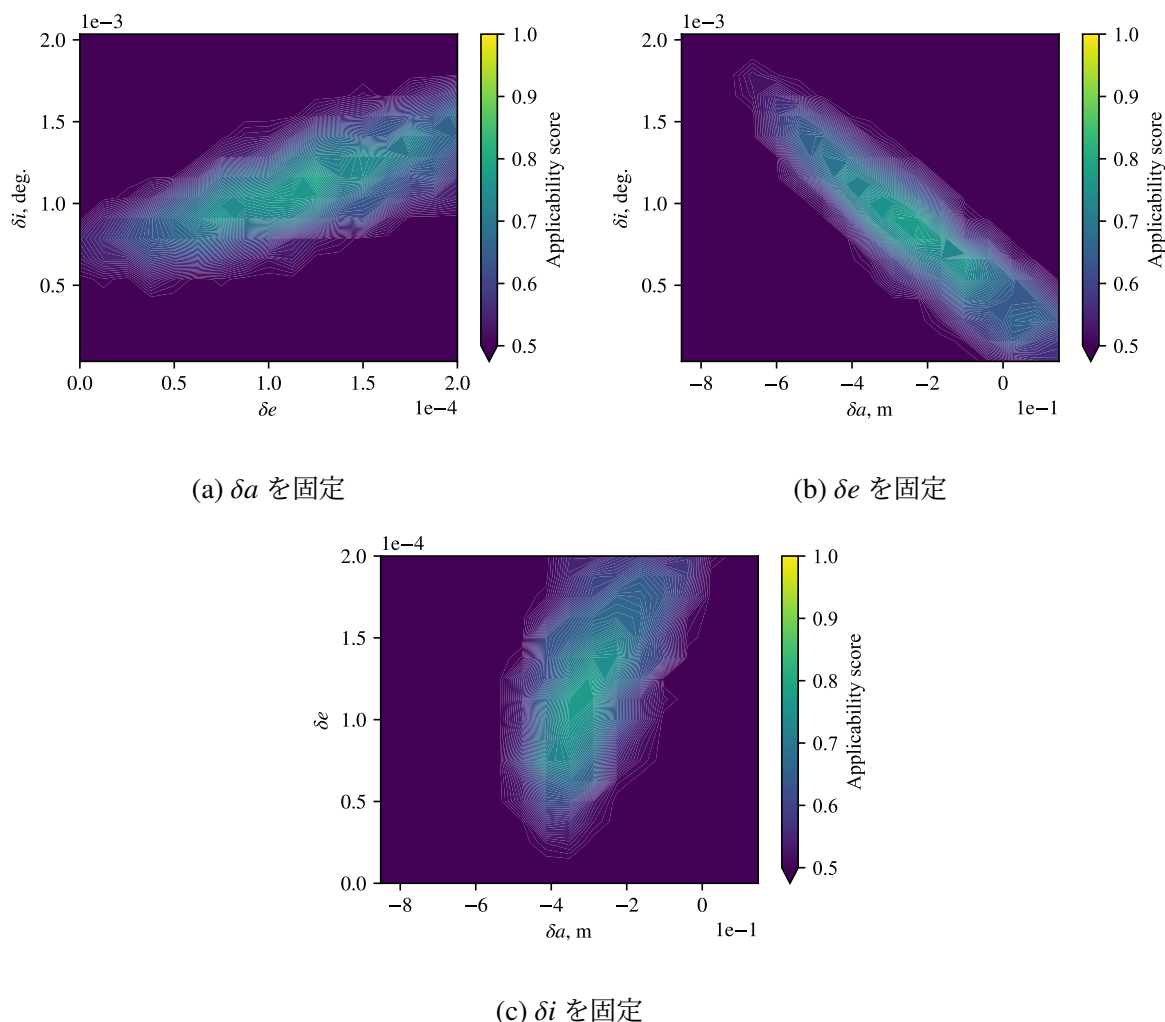 1e−3
2.0
1.5
1.0
0.5
δi, deg.
0.0 0.5 1.0 1.5 2.0
1e−4
δe
1.0
0.9
0.8
0.7
0.6
0.5
Applicability score
(a) δa を固定
1e−3
2.0
1.5
1.0
0.5
δi, deg.
−8 −6 −4 −2 0
1e−1
δa, m
1.0
0.9
0.8
0.7
0.6
0.5
Applicability score
(b) δe を固定
1e−4
2.0
1.5
1.0
0.5
0.0
δe
−8 −6 −4 −2 0
1e−1
δa, m
1.0
0.9
0.8
0.7
0.6
0.5
Applicability score
(c) δi を固定